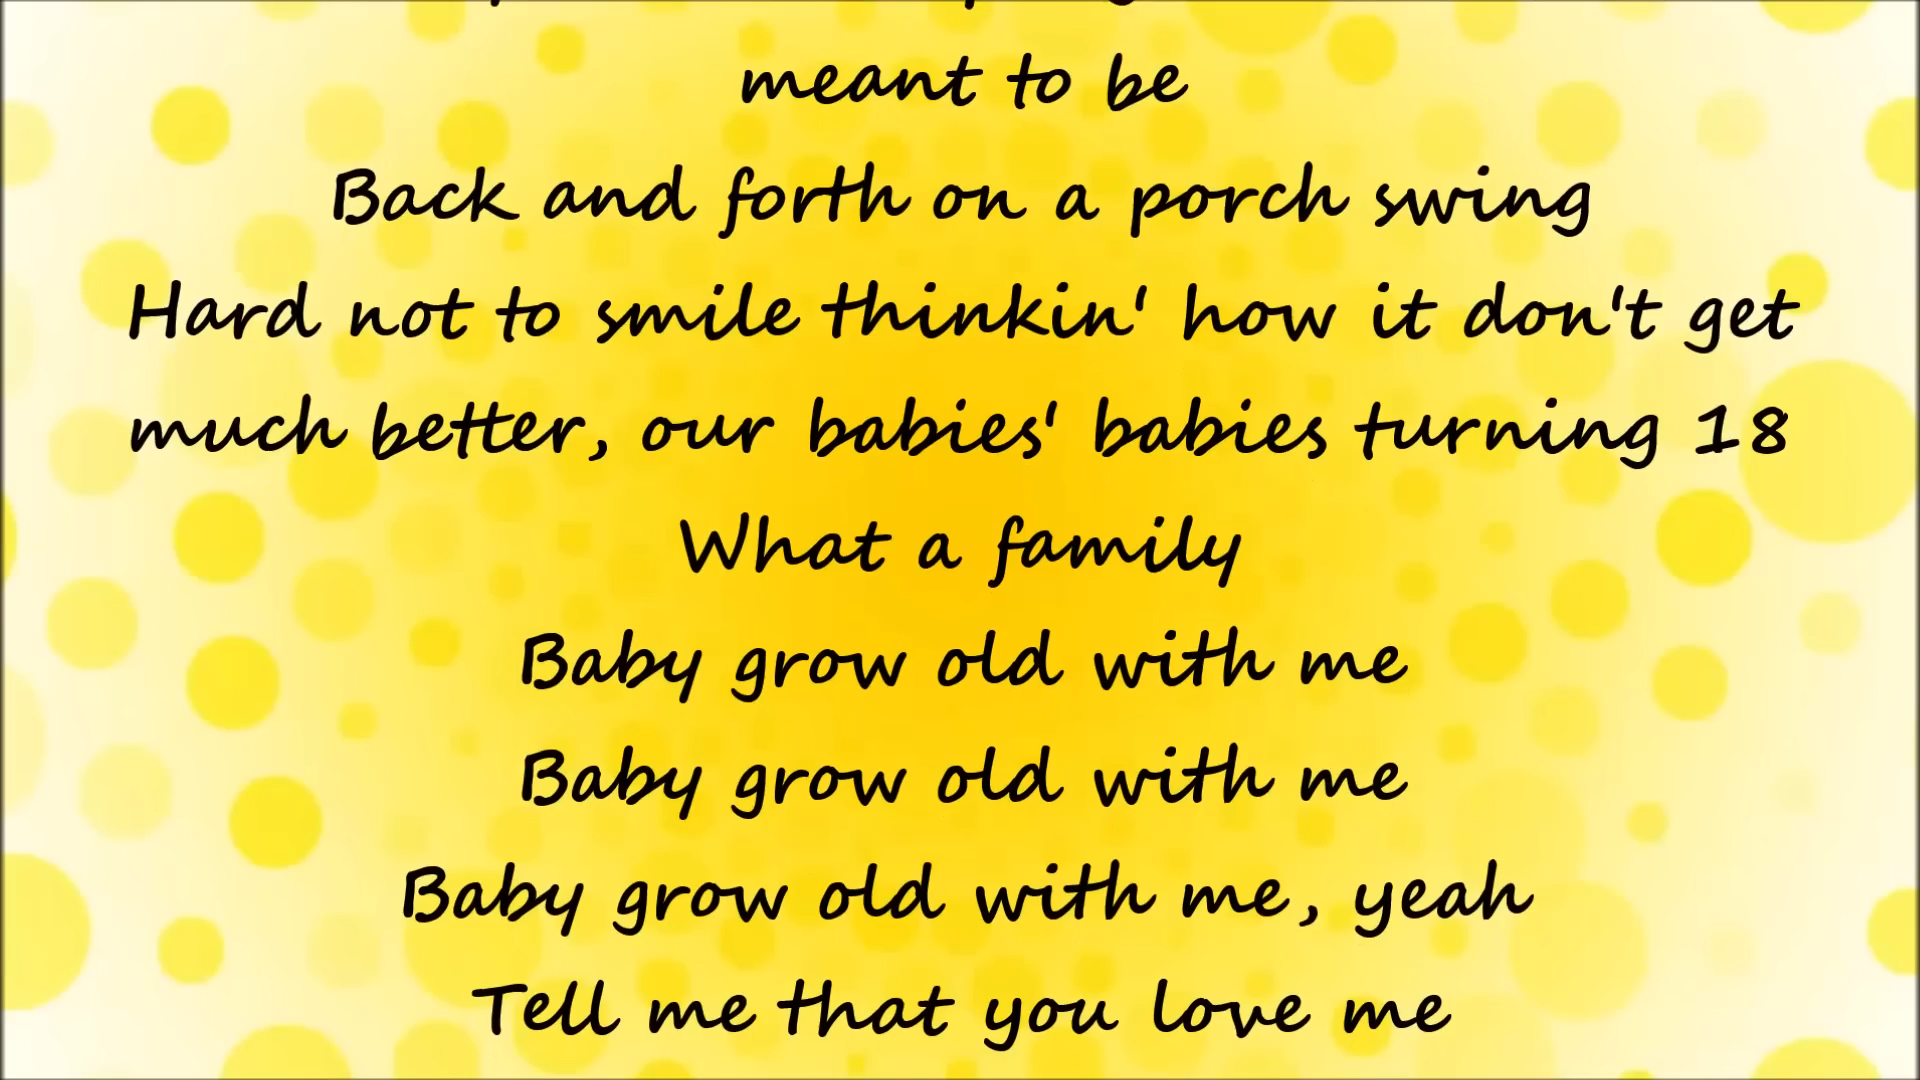 meant to be
Back and forth on a porch swing
Hard not to smile thinkin' how it don't get
much better, our babies' babies turning 18
What a family
Baby grow old with me
Baby grow old with me
Baby grow old with me, yeah
Tell me that you love me